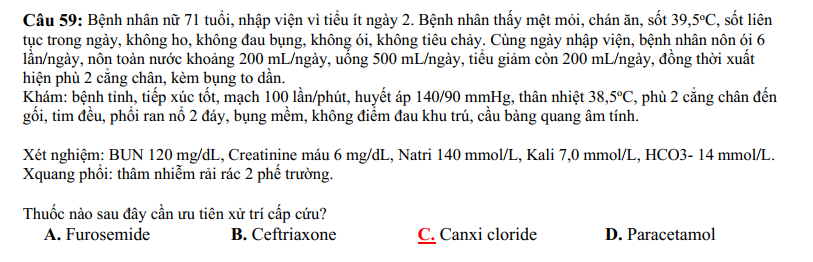 Câu 59: Bệnh nhân nữ 71 tuổi, nhập viện vì tiểu ít ngày 2. Bệnh nhân thấy mệt mỏi, chán ăn, sốt 39,5°C, sốt liên
tục trong ngày, không ho, không đau bụng, không ói, không tiêu chảy. Cùng ngày nhập viện, bệnh nhân nôn ói 6
lần/ngày, nôn toàn nước khoảng 200 mL/ngày, uống 500 mL/ngày, tiểu giảm còn 200 mL/ngày, đồng thời xuất
hiện phù 2 cẳng chân, kèm bụng to dần.
Khám: bệnh tỉnh, tiếp xúc tốt, mạch 100 lần/phút, huyết áp 140/90 mmHg, thân nhiệt 38,5°C, phù 2 cẳng chân đến
gối, tim đều, phổi ran nổ 2 đáy, bụng mềm, không điểm đau khu trú, cầu bàng quang âm tính.
Xét nghiệm: BUN 120 mg/dL, Creatinine máu 6 mg/dL, Natri 140 mmol/L, Kali 7,0 mmol/L, HCO3- 14 mmol/L.
Xquang phổi: thâm nhiễm rải rác 2 phế trường.
Thuốc nào sau đây cần ưu tiên xử trí cấp cứu?
A. Furosemide B. Ceftriaxone C. Canxi cloride D. Paracetamol